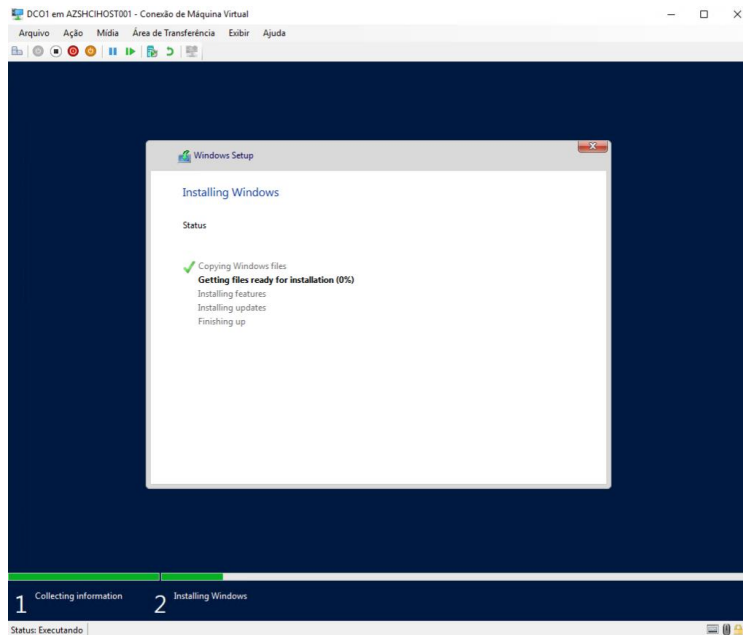 DCO1 em AZSHCIHOST001 - Conexão de Máquina Virtual
Arquivo Ação Mídia Área de Transferência Exibir Ajuda
Windows Setup
Installing Windows
Status
Copying Windows files
Getting files ready for installation (0%)
Installing features
Installing updates
Finishing up
1 Collecting information 2 Installing Windows
Status: Executando